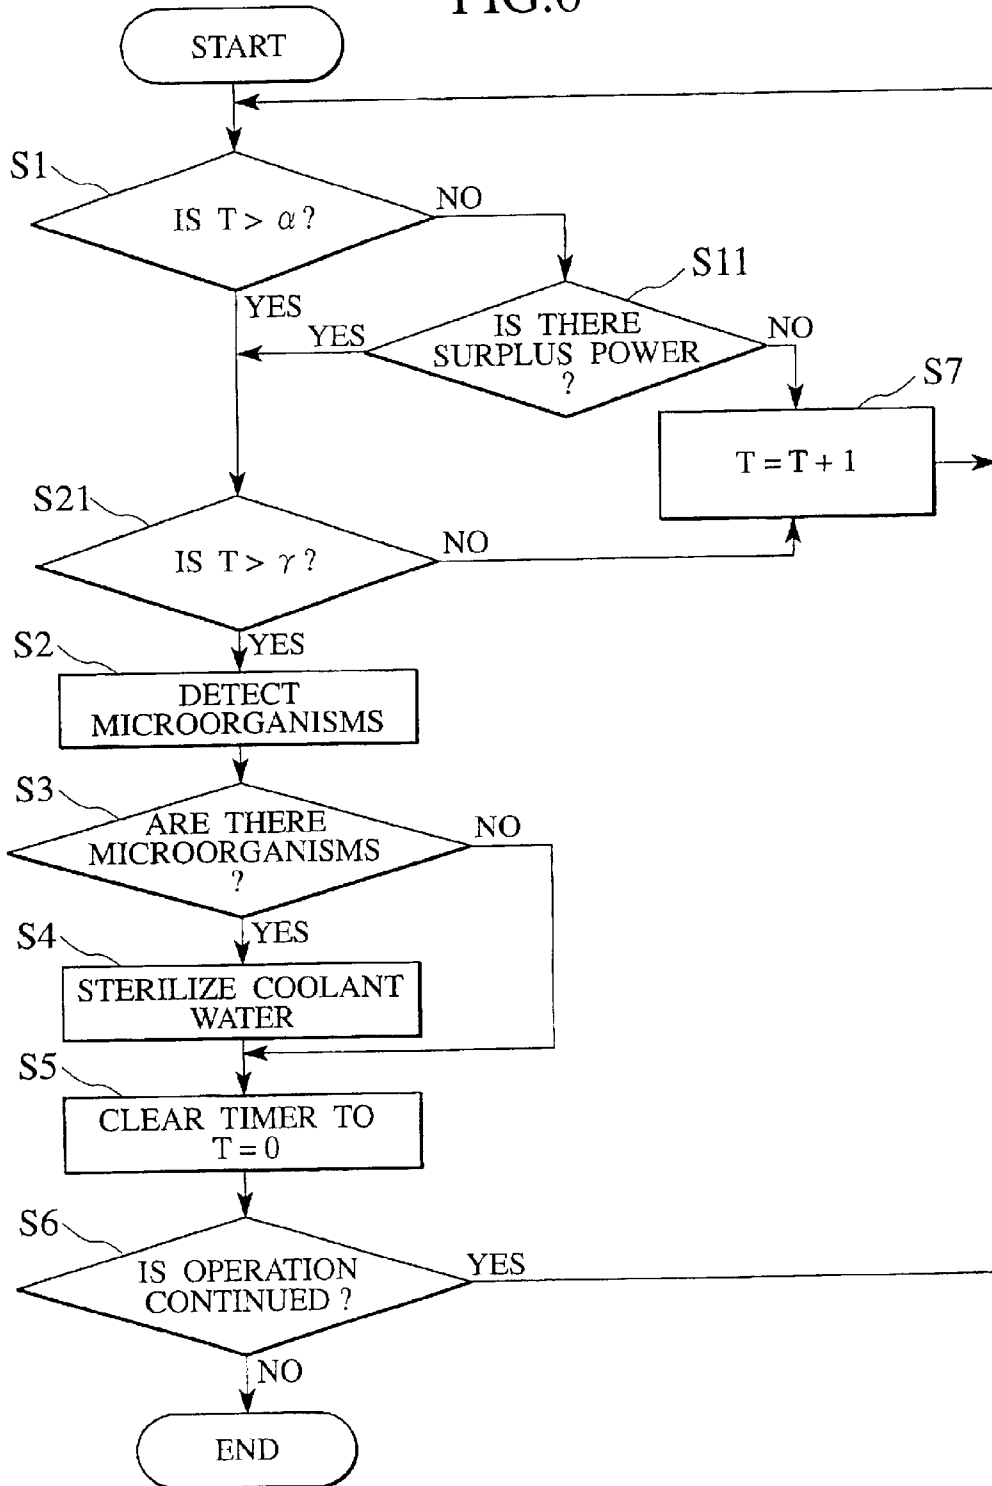 START
S1
IS T > α ?
NO
S11
YES
YES
IS THERE
SURPLUS POWER
?
NO
S7
T = T + 1
S21
IS T > γ ?
NO
YES
S2
DETECT
MICROORGANISMS
S3
ARE THERE
MICROORGANISMS
?
NO
YES
S4
STERILIZE COOLANT
WATER
S5
CLEAR TIMER TO
T = 0
S6
IS OPERATION
CONTINUED ?
YES
NO
END